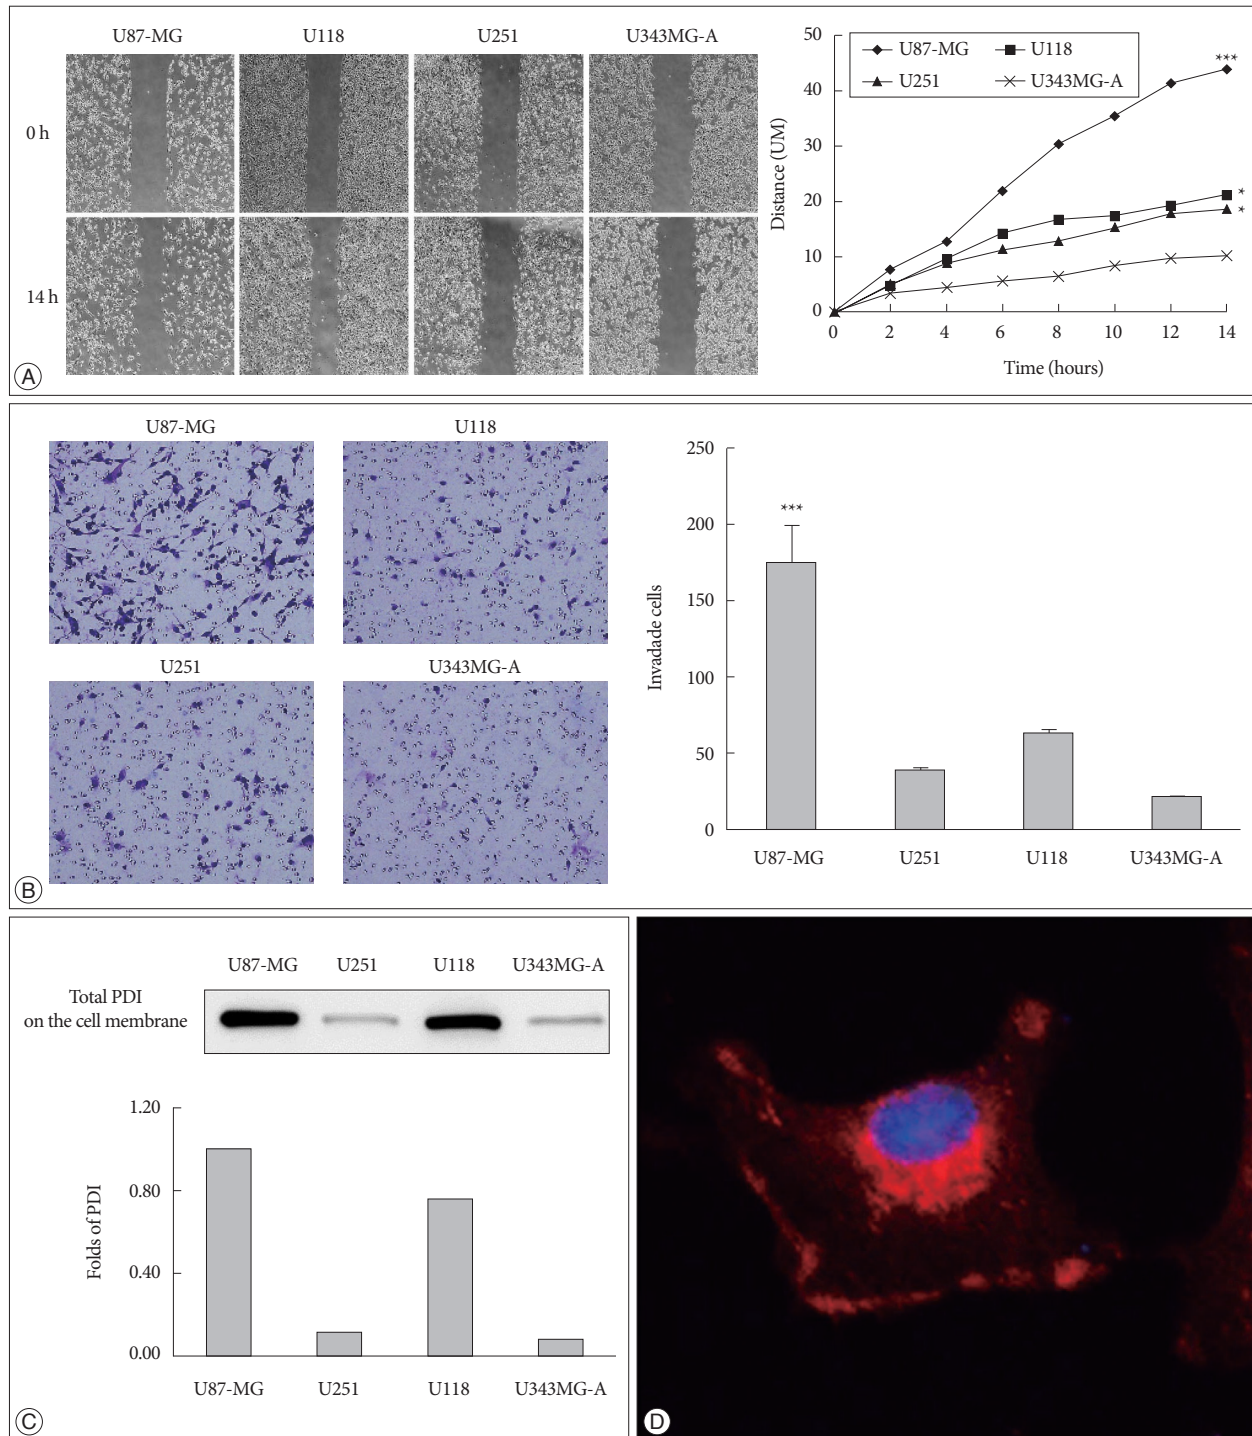 U87-MG U118 U251 U343MG-A
0 h
14 h
50
40
30
20
10
0
Distance (UM)
U87-MG U118
U251 U343MG-A
***
*
*
0 2 4 6 8 10 12 14
Time (hours)
A
U87-MG U118
U251 U343MG-A
250
200
150
100
50
0
Invadade cells
***
U87-MG U251 U118 U343MG-A
B
U87-MG U251 U118 U343MG-A
Total PDI
on the cell membrane
1.20
0.80
0.40
0.00
Folds of PDI
U87-MG U251 U118 U343MG-A
C
D